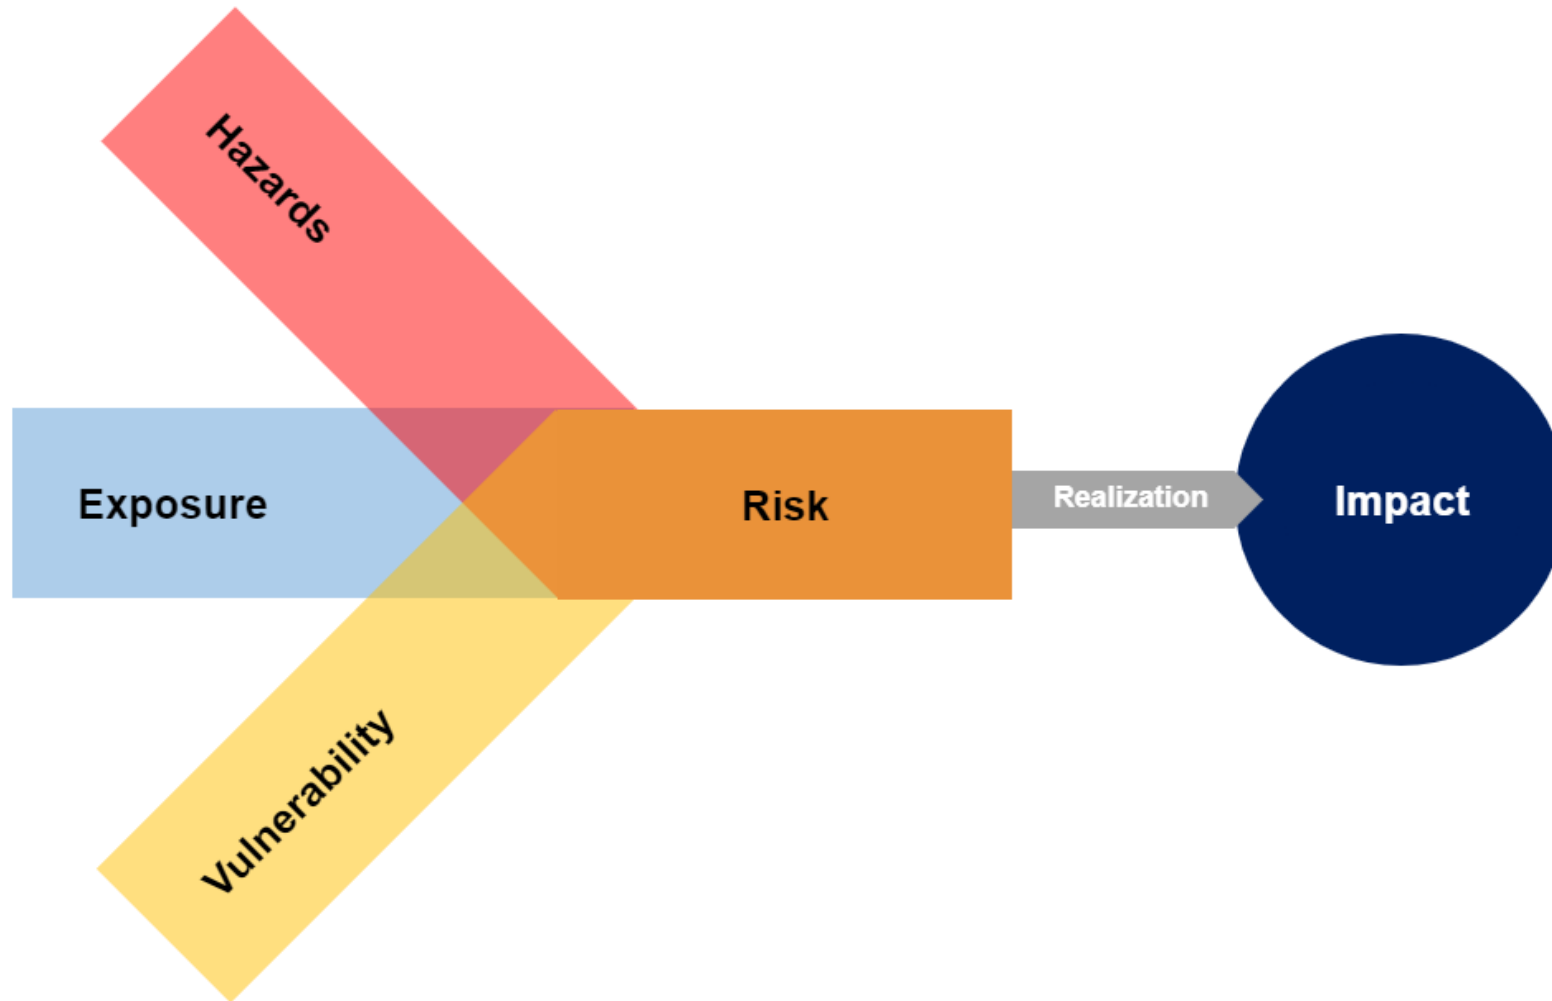 Hazards
Exposure
Risk
Realization
Impact
Vulnerability